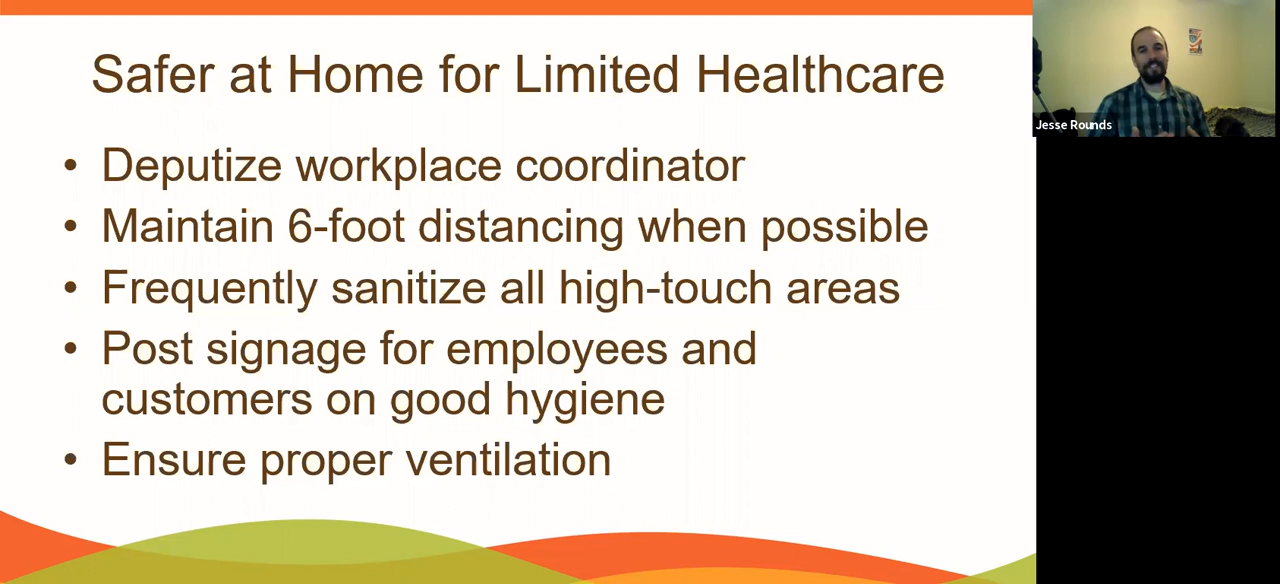 Safer at Home for Limited Healthcare
• Deputize workplace coordinator
• Maintain 6-foot distancing when possible
• Frequently sanitize all high-touch areas
• Post signage for employees and
customers on good hygiene
• Ensure proper ventilation
Jesse Rounds